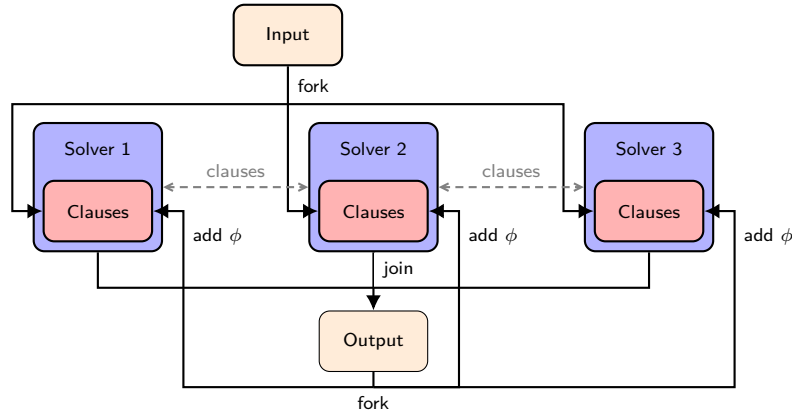 Input
fork
Solver 1
Solver 2
Solver 3
clauses
clauses
Clauses
Clauses
Clauses
add ϕ
add ϕ
add ϕ
join
Output
fork